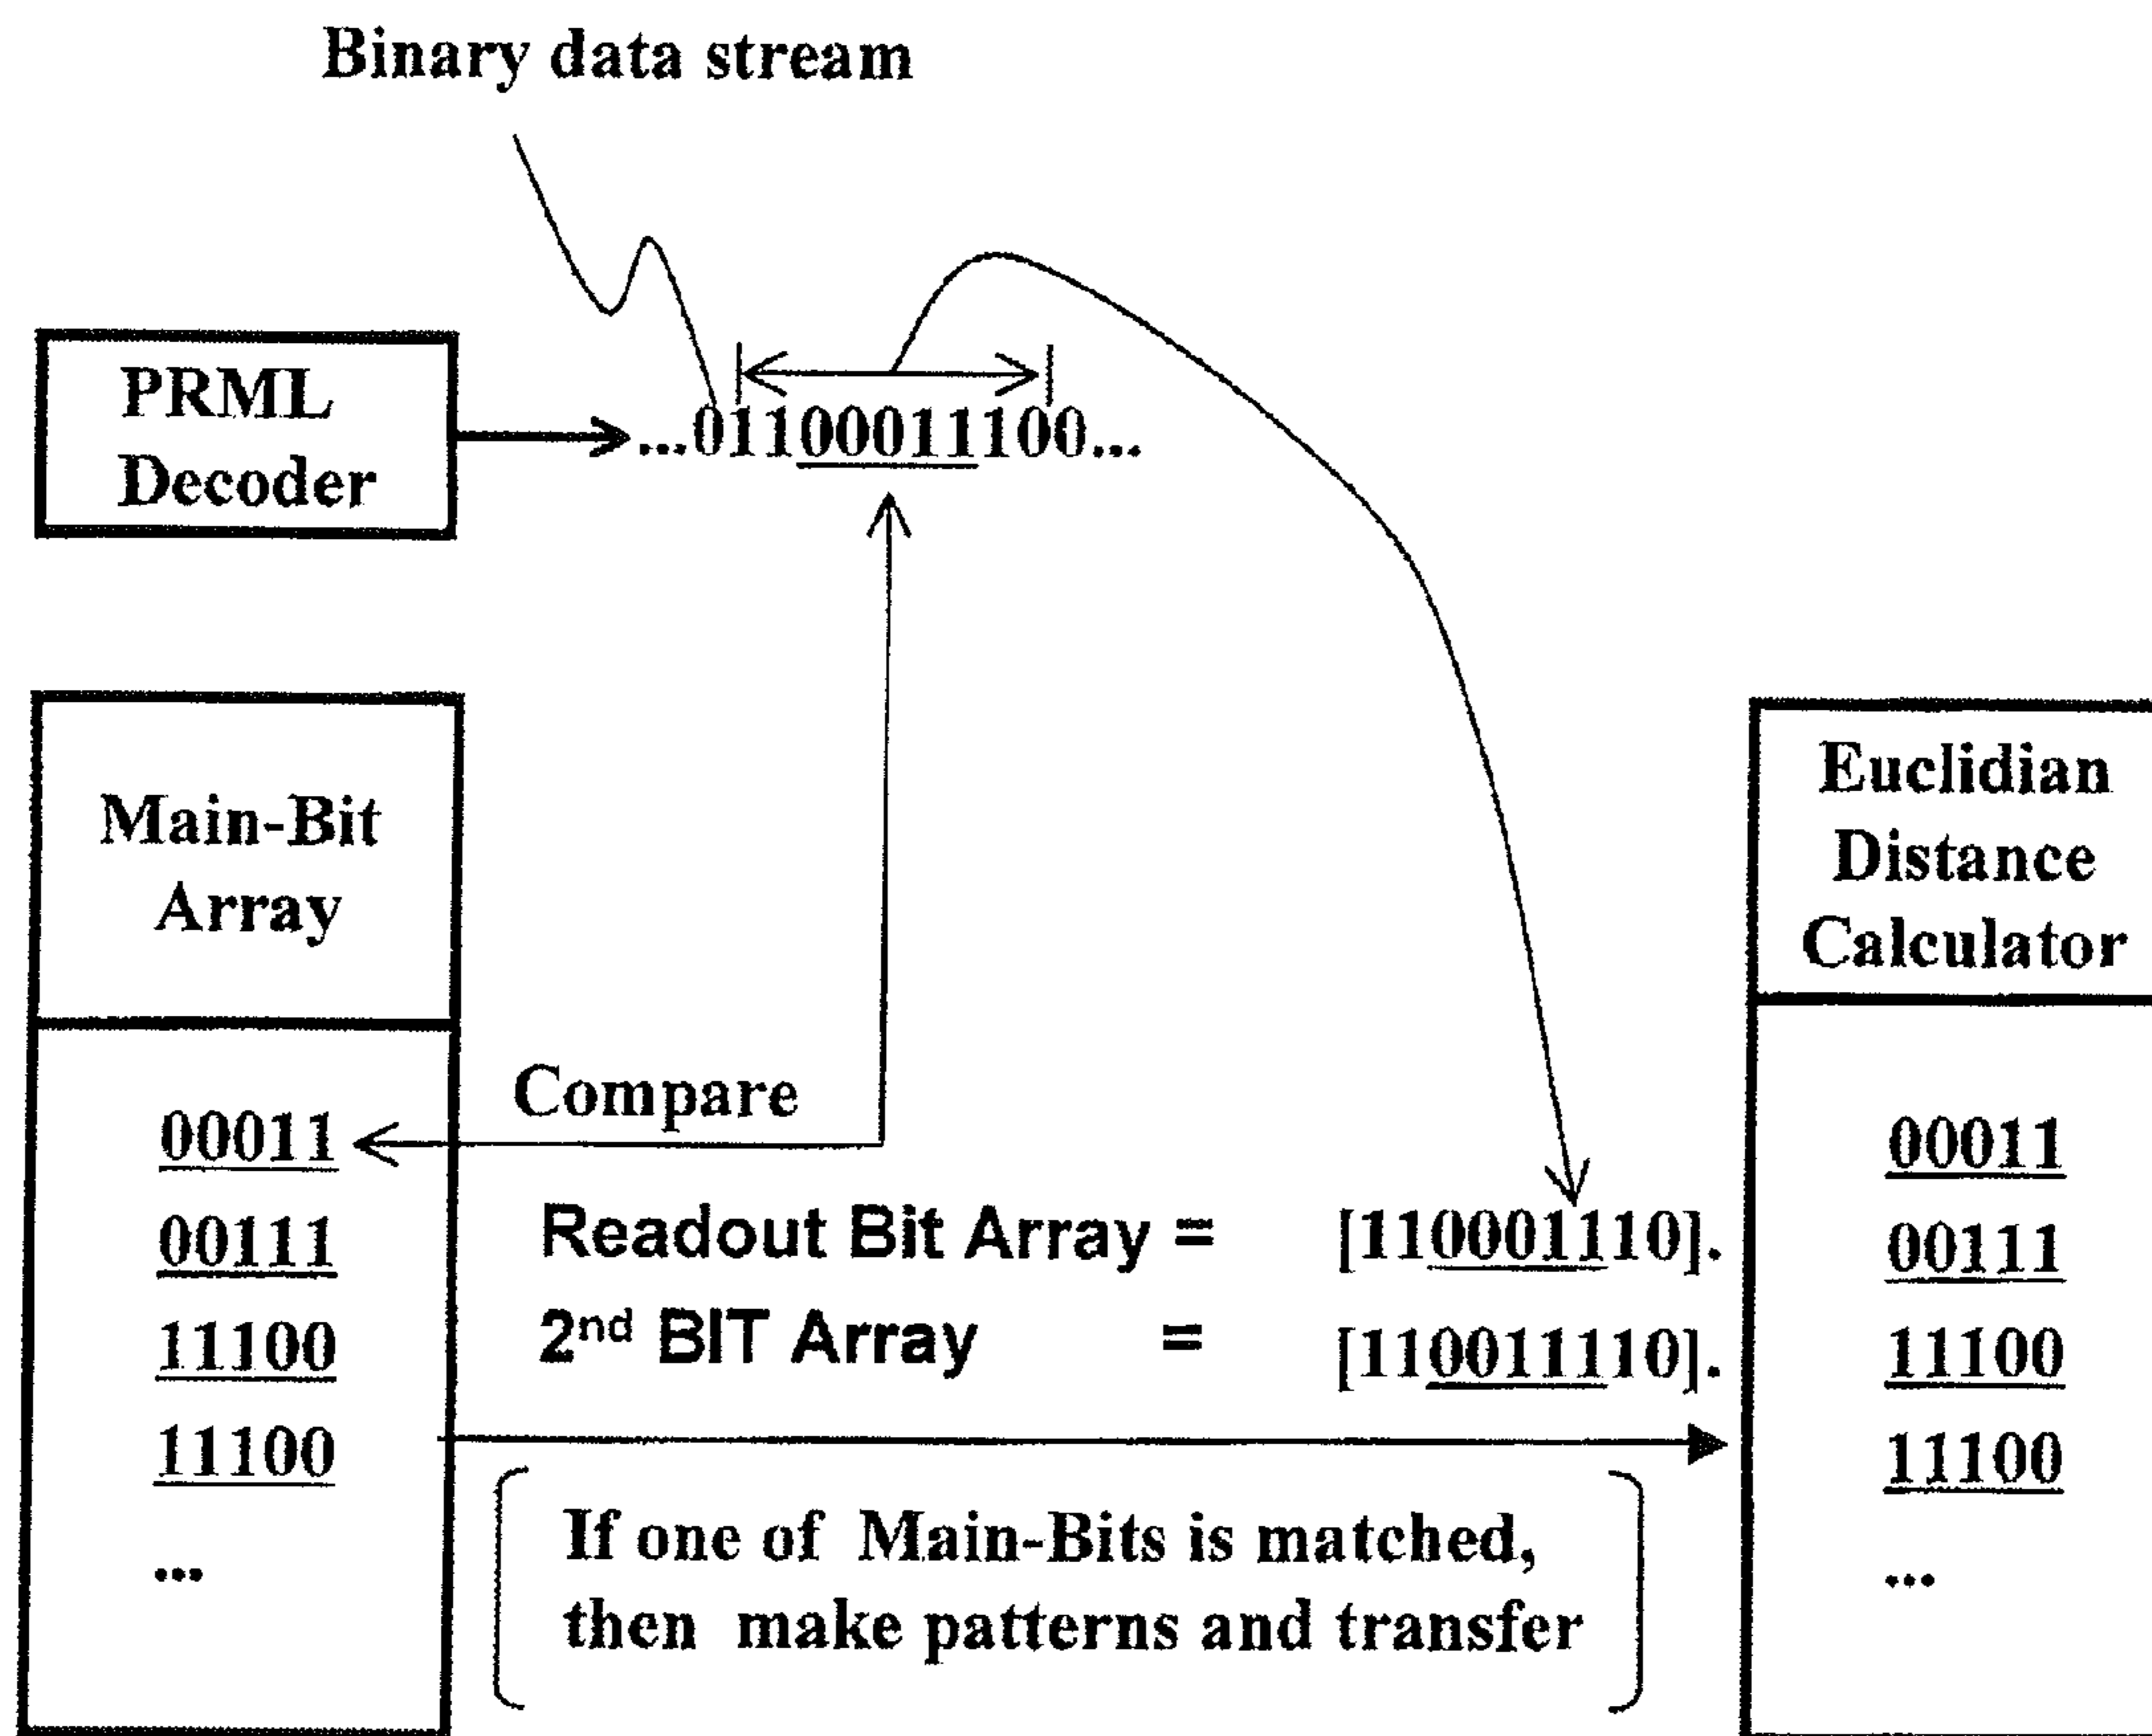 Binary data stream
PRML
Decoder
...01100011100...
Main-Bit
Array
Euclidian
Distance
Calculator
Compare
00011
00111
11100
11100
...
Readout Bit Array = [110001110].
2nd BIT Array = [110011110].
If one of Main-Bits is matched,
then make patterns and transfer
00011
00111
11100
11100
...